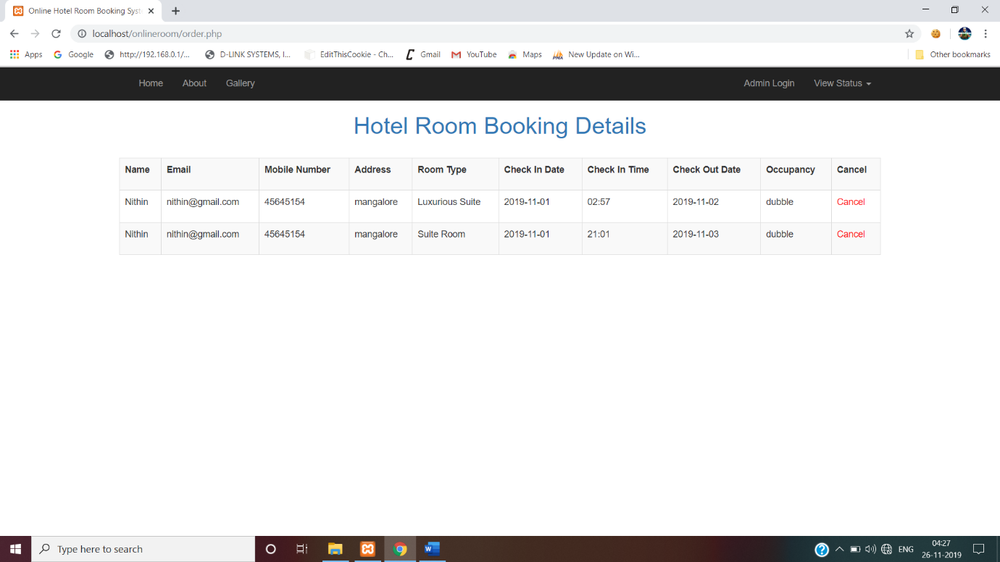 Online Hotel Room Booking Syst
localhost/onlineroom/order.php
Apps Google http://192.168.0.1/... D-LINK SYSTEMS, I... EditThisCookie - Ch... Gmail YouTube Maps New Update on Wi... Other bookmarks
Home About Gallery Admin Login View Status
Hotel Room Booking Details
Name Email Mobile Number Address Room Type Check In Date Check In Time Check Out Date Occupancy Cancel
Nithin nithin@gmail.com 45645154 mangalore Luxurious Suite 2019-11-01 02:57 2019-11-02 dubble Cancel
Nithin nithin@gmail.com 45645154 mangalore Suite Room 2019-11-01 21:01 2019-11-03 dubble Cancel
Type here to search ENG 04:27
26-11-2019